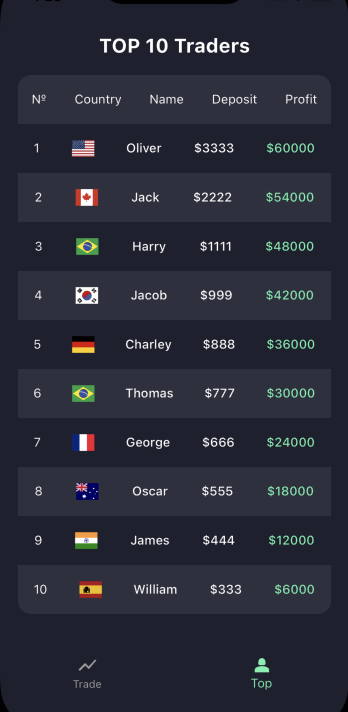 TOP 10 Traders
Nº Country Name Deposit Profit
1 Oliver $3333 $60000
2 Jack $2222 $54000
3 Harry $1111 $48000
4 Jacob $999 $42000
5 Charley $888 $36000
6 Thomas $777 $30000
7 George $666 $24000
8 Oscar $555 $18000
9 James $444 $12000
10 William $333 $6000
Trade Top